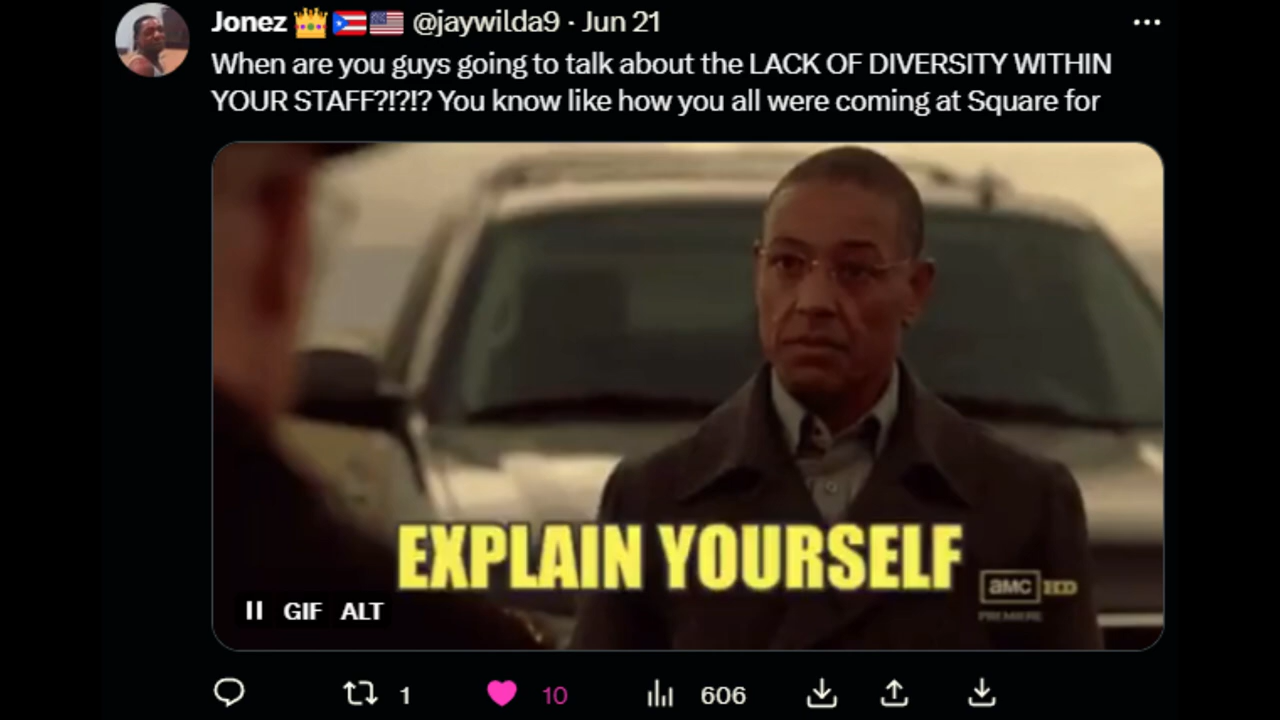 Jonez 👑🇵🇷🇺🇸 @jaywilda9 · Jun 21
When are you guys going to talk about the LACK OF DIVERSITY WITHIN
YOUR STAFF?!?!? You know like how you all were coming at Square for
EXPLAIN YOURSELF
amc HD
PREMIERE
GIF ALT
1 10 606